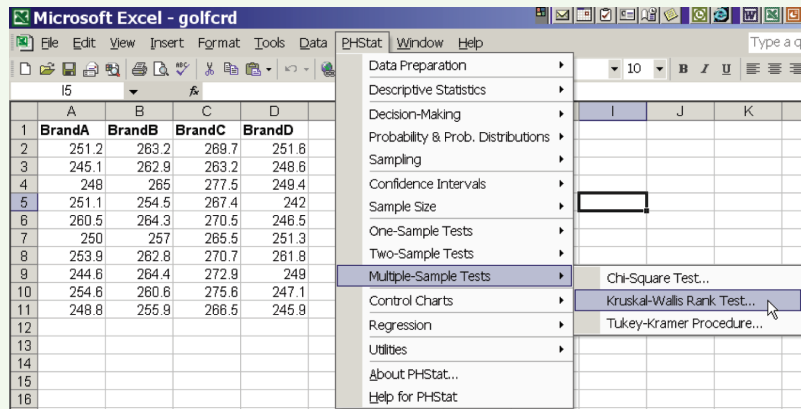 Microsoft Excel - golfcrd
File Edit View Insert Format Tools Data PHStat Window Help
10 B I U
I5 fx
A B C D I J K
1 BrandA BrandB BrandC BrandD
2 251.2 263.2 269.7 251.6
3 245.1 262.9 263.2 248.6
4 248 265 277.5 249.4
5 251.1 254.5 267.4 242
6 260.5 264.3 270.5 246.5
7 250 257 265.5 251.3
8 253.9 262.8 270.7 261.8
9 244.6 264.4 272.9 249
10 254.6 260.6 275.6 247.1
11 248.8 255.9 266.5 245.9
12
13
14
15
16
Data Preparation
Descriptive Statistics
Decision-Making
Probability & Prob. Distributions
Sampling
Confidence Intervals
Sample Size
One-Sample Tests
Two-Sample Tests
Multiple-Sample Tests
Control Charts
Regression
Utilities
About PHStat...
Help for PHStat
Chi-Square Test...
Kruskal-Wallis Rank Test...
Tukey-Kramer Procedure...